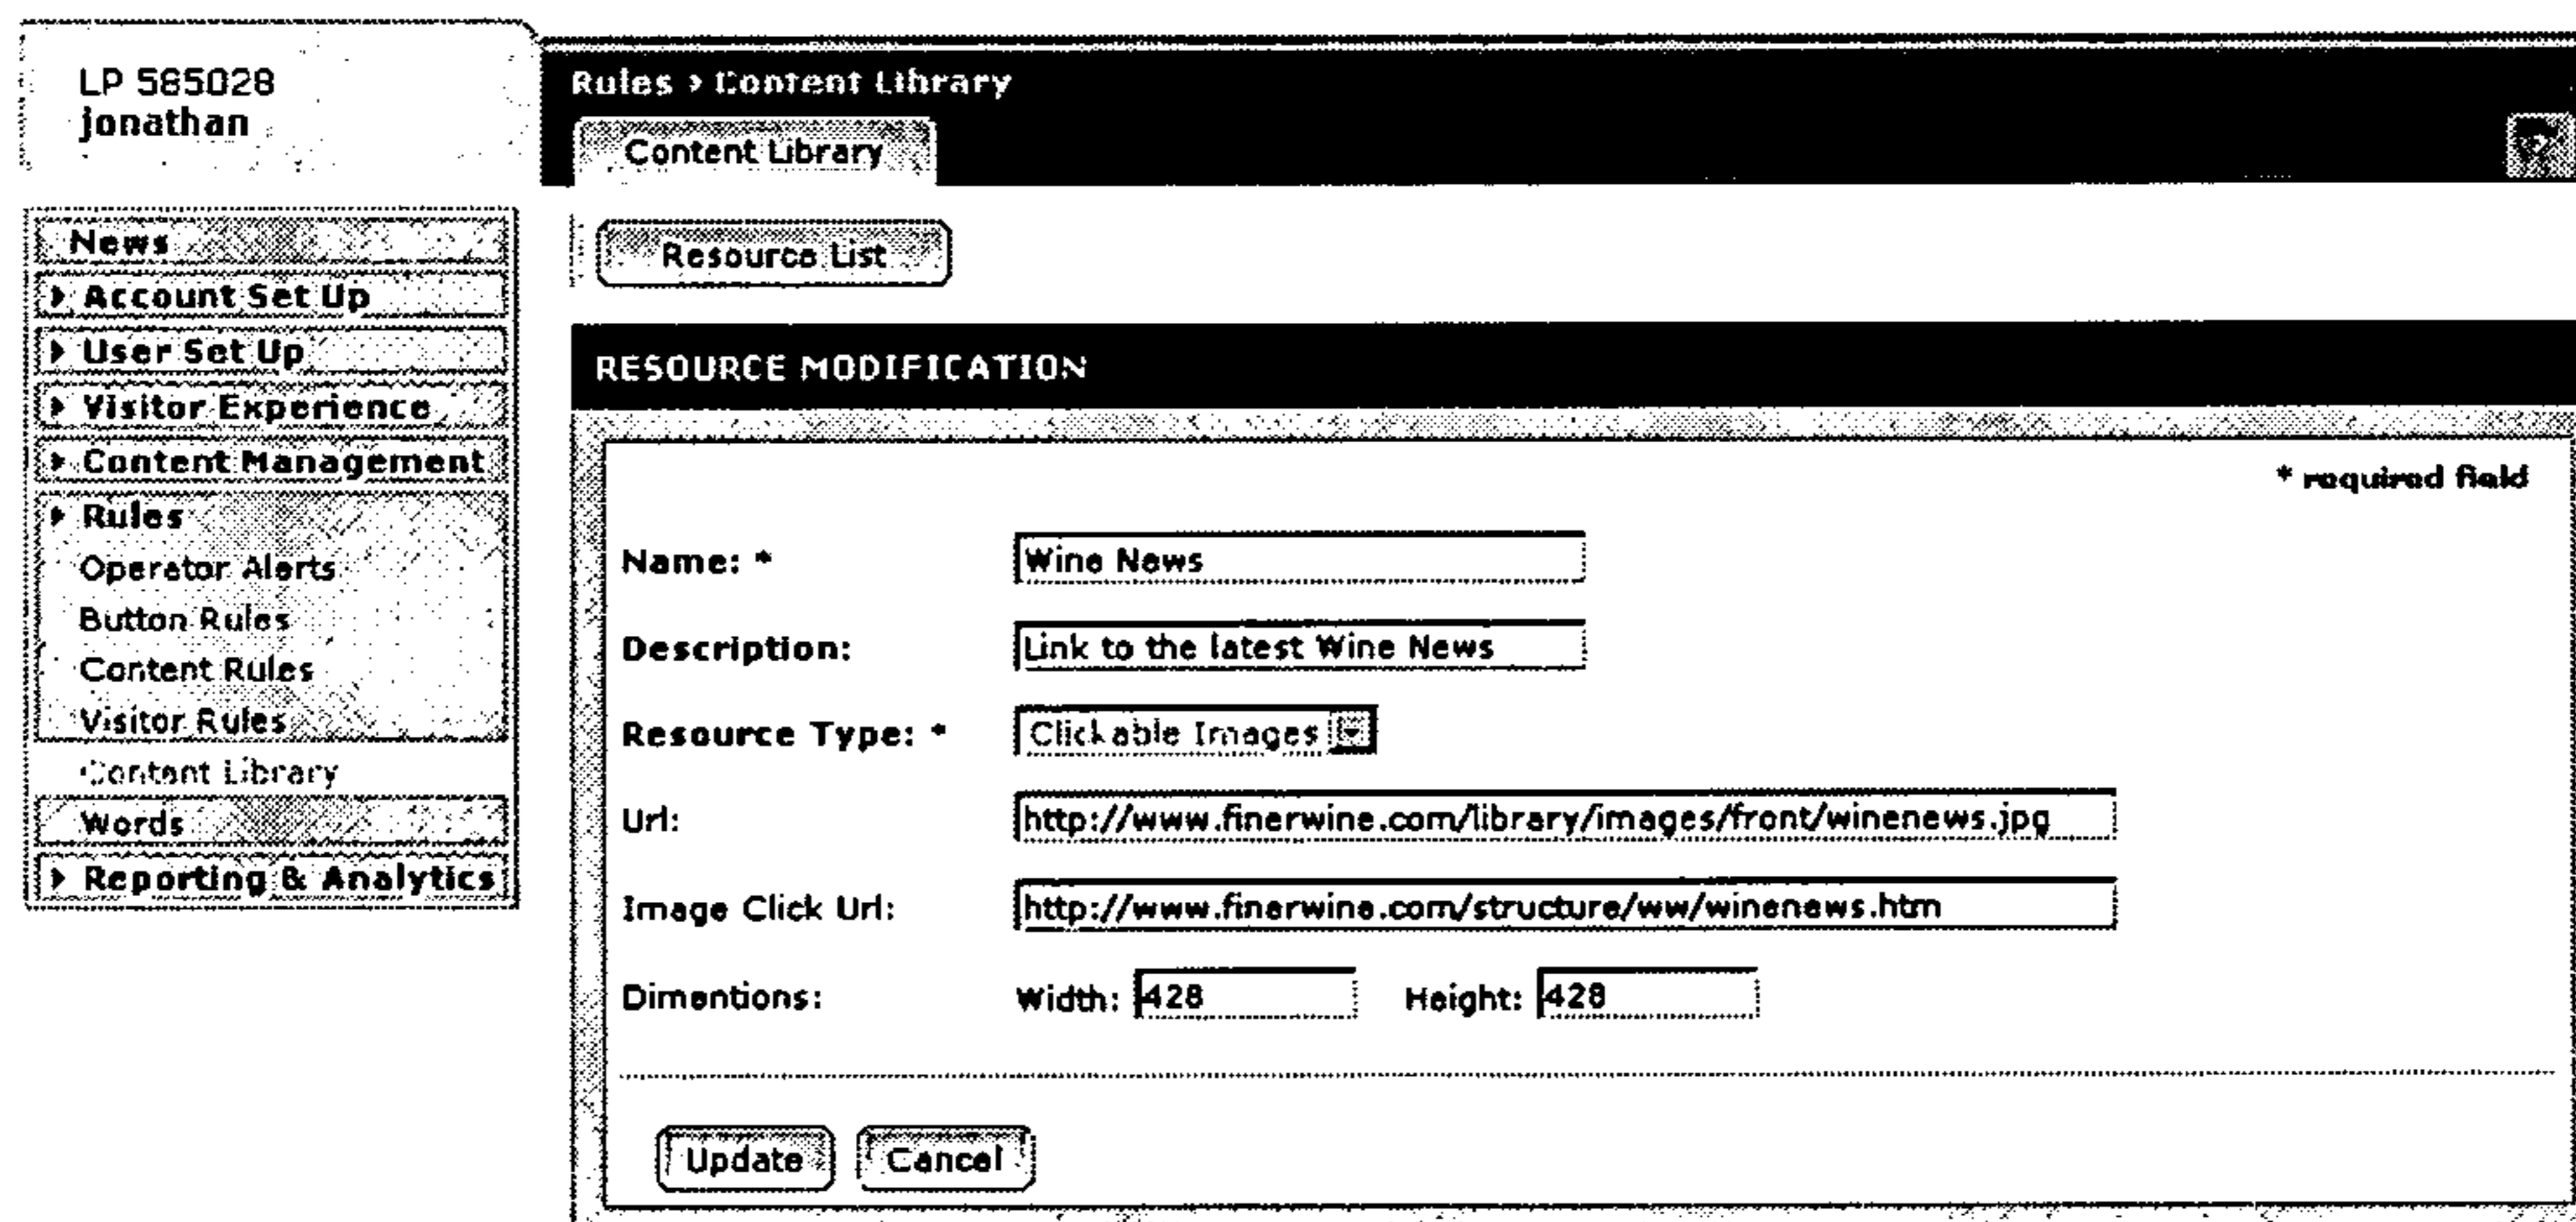 LP 585028
jonathan
Rules > Content Library
Content Library
News
Account Set Up
User Set Up
Visitor Experience
Content Management
Rules
Operator Alerts
Button Rules
Content Rules
Visitor Rules
Content Library
Words
Reporting & Analytics
Resource List
RESOURCE MODIFICATION
* required field
Name: * Wine News
Description: Link to the latest Wine News
Resource Type: * Clickable Images
Url: http://www.finerwine.com/library/images/front/winenews.jpg
Image Click Url: http://www.finerwine.com/structure/ww/winenews.htm
Dimentions: Width: 428 Height: 428
Update Cancel